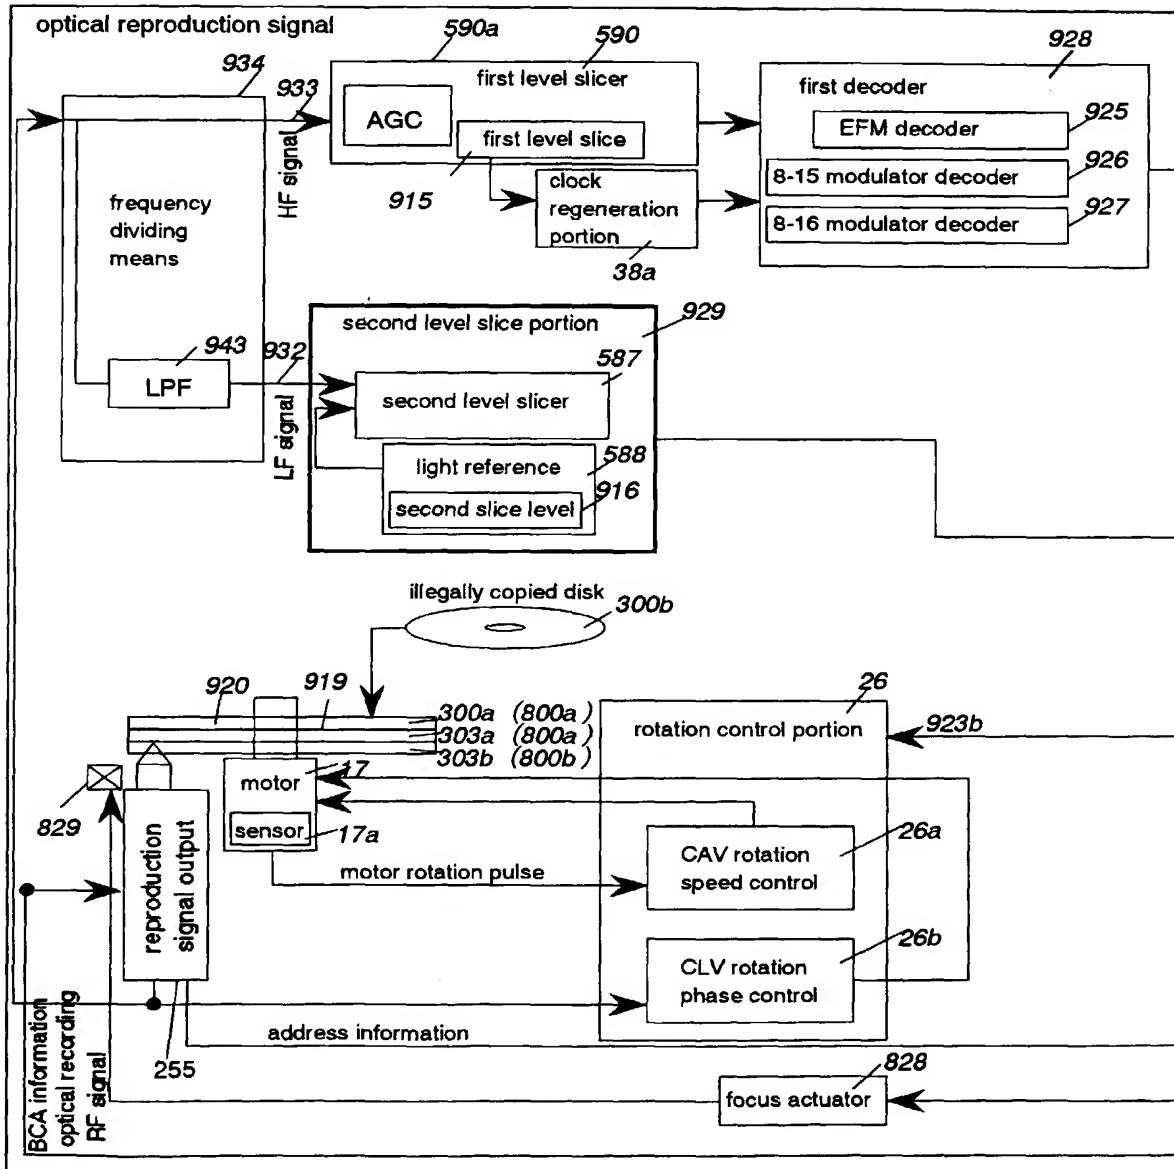 optical reproduction signal
590a
590
928
934
933
first level slicer
first decoder
AGC
925
EFM decoder
first level slice
HF signal
926
8-15 modulator decoder
915
clock
regeneration
portion
927
8-16 modulator decoder
frequency
dividing
means
38a
second level slice portion
929
943
932
587
LPF
second level slicer
LF signal
light reference
588
916
second slice level
illegally copied disk
300b
920
919
26
300a (800a)
303a (800a)
303b (800b)
rotation control portion
923b
17
motor
829
sensor
17a
26a
CAV rotation
speed control
motor rotation pulse
reproduction
signal output
26b
CLV rotation
phase control
address information
255
BCA information
optical recording
RF signal
828
focus actuator